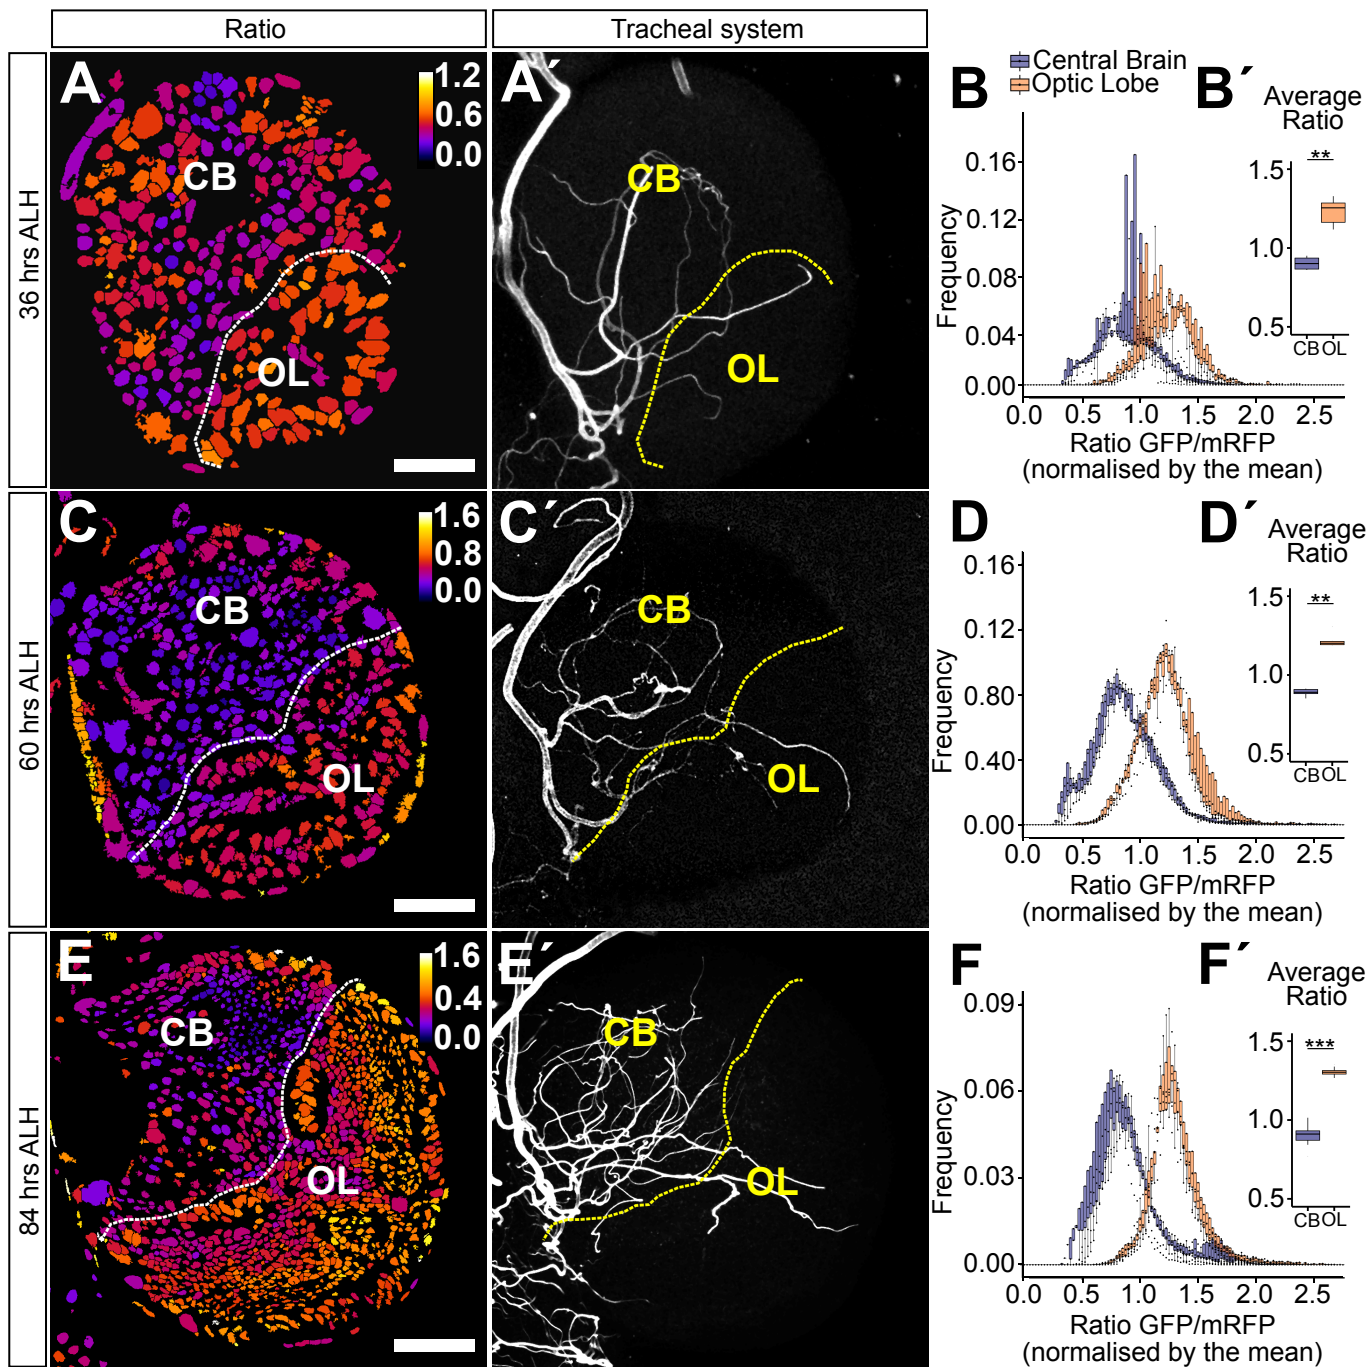 Ratio
Tracheal system
36 hrs ALH
A
1.2
0.6
0.0
CB
OL
A´
CB
OL
Central Brain
Optic Lobe
B
Frequency
0.16
0.12
0.08
0.04
0.00
0.0 0.5 1.0 1.5 2.0 2.5
Ratio GFP/mRFP
(normalised by the mean)
B´
Average
Ratio
**
1.5
1.0
0.5
CB OL
60 hrs ALH
C
1.6
0.8
0.0
CB
OL
C´
CB
OL
D
Frequency
0.16
0.12
0.80
0.40
0.00
0.0 0.5 1.0 1.5 2.0 2.5
Ratio GFP/mRFP
(normalised by the mean)
D´
Average
Ratio
**
1.5
1.0
0.5
CB OL
84 hrs ALH
E
1.6
0.4
0.0
CB
OL
E´
CB
OL
F
Frequency
0.09
0.06
0.03
0.00
0.0 0.5 1.0 1.5 2.0 2.5
Ratio GFP/mRFP
(normalised by the mean)
F´
Average
Ratio
***
1.5
1.0
0.5
CB OL